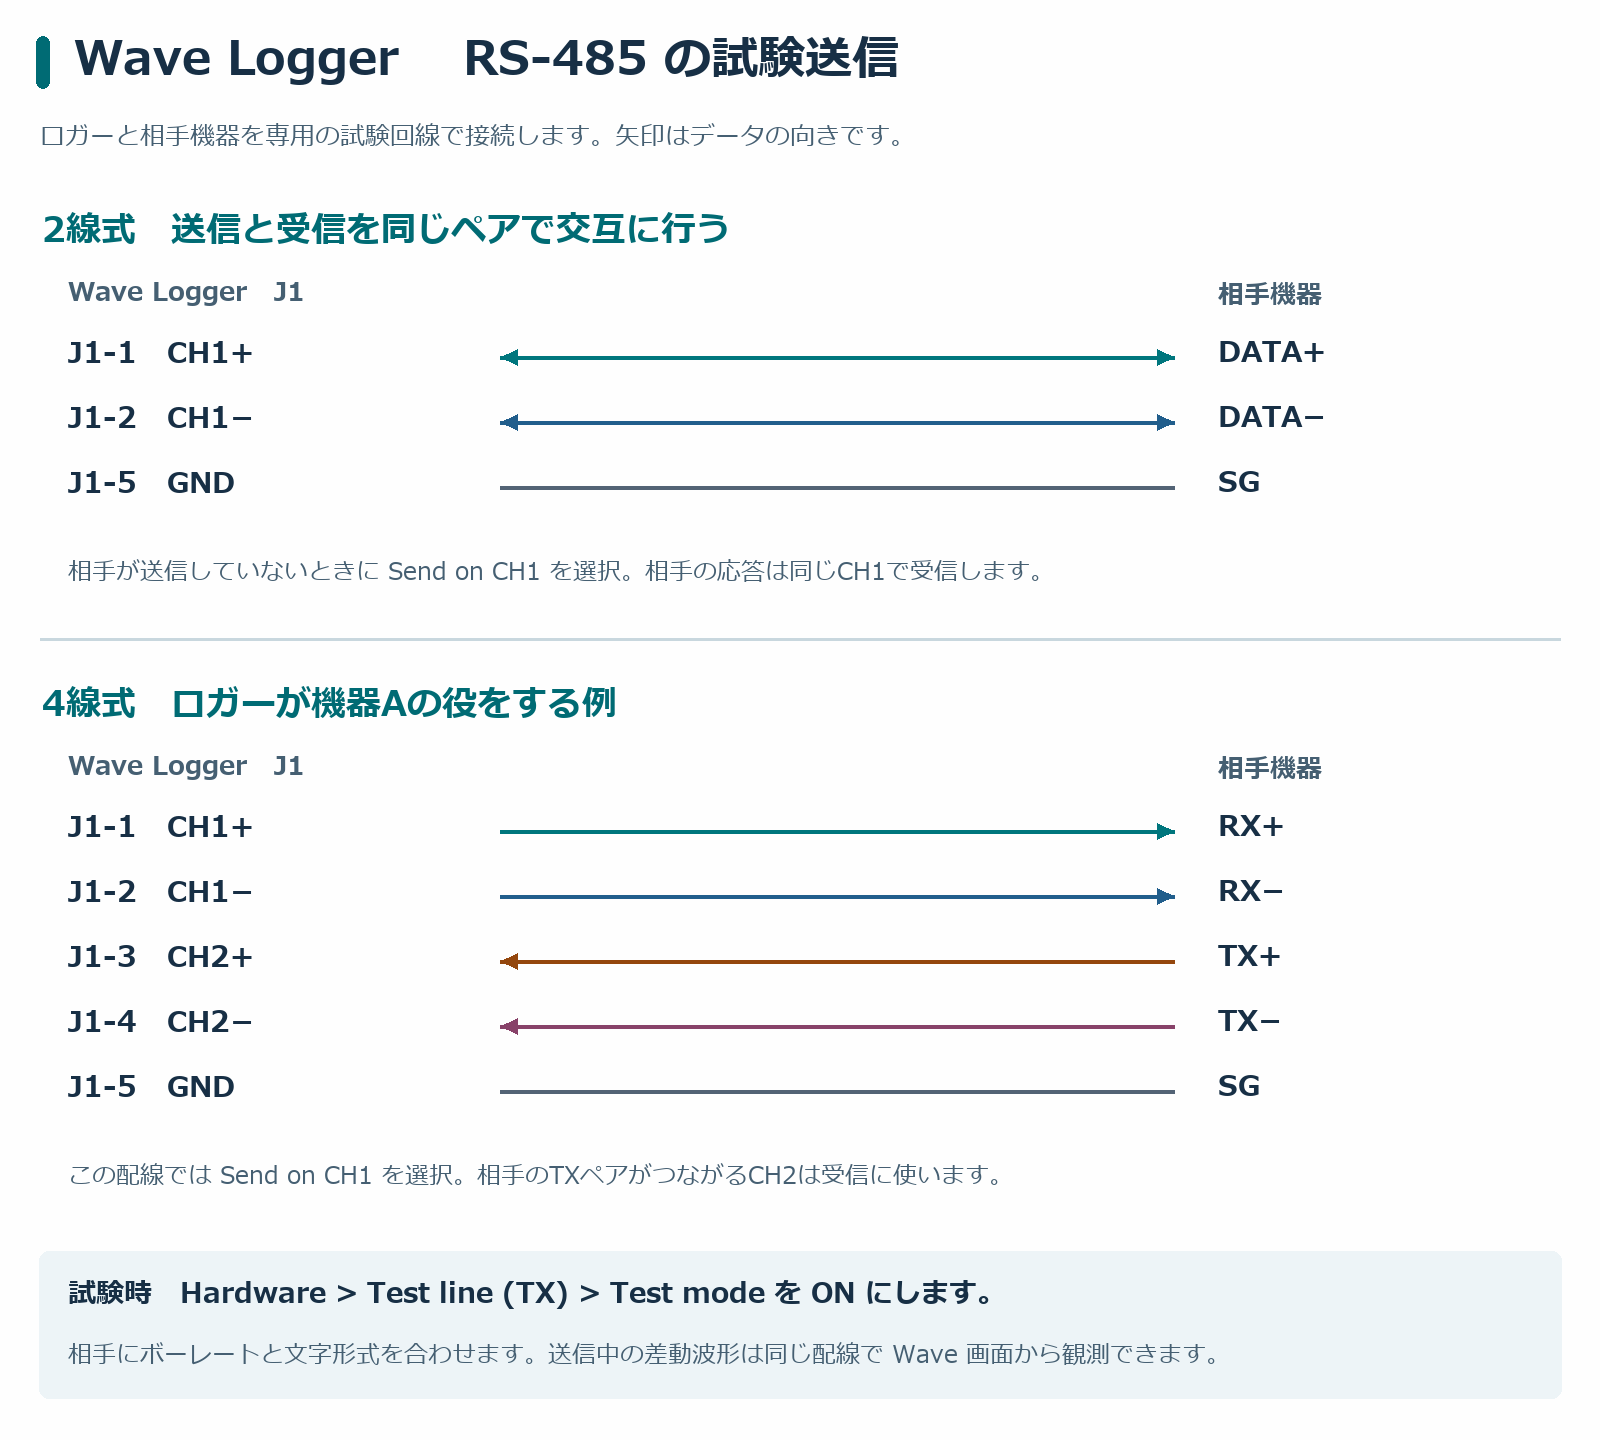 Wave Logger　RS-485 の試験送信
ロガーと相手機器を専用の試験回線で接続します。矢印はデータの向きです。
2線式　送信と受信を同じペアで交互に行う
Wave Logger　J1　相手機器
J1-1　CH1+　DATA+
J1-2　CH1−　DATA−
J1-5　GND　SG
相手が送信していないときに Send on CH1 を選択。相手の応答は同じCH1で受信します。
4線式　ロガーが機器Aの役をする例
Wave Logger　J1　相手機器
J1-1　CH1+　RX+
J1-2　CH1−　RX−
J1-3　CH2+　TX+
J1-4　CH2−　TX−
J1-5　GND　SG
この配線では Send on CH1 を選択。相手のTXペアがつながるCH2は受信に使います。
試験時　Hardware > Test line (TX) > Test mode を ON にします。
相手にボーレートと文字形式を合わせます。送信中の差動波形は同じ配線で Wave 画面から観測できます。